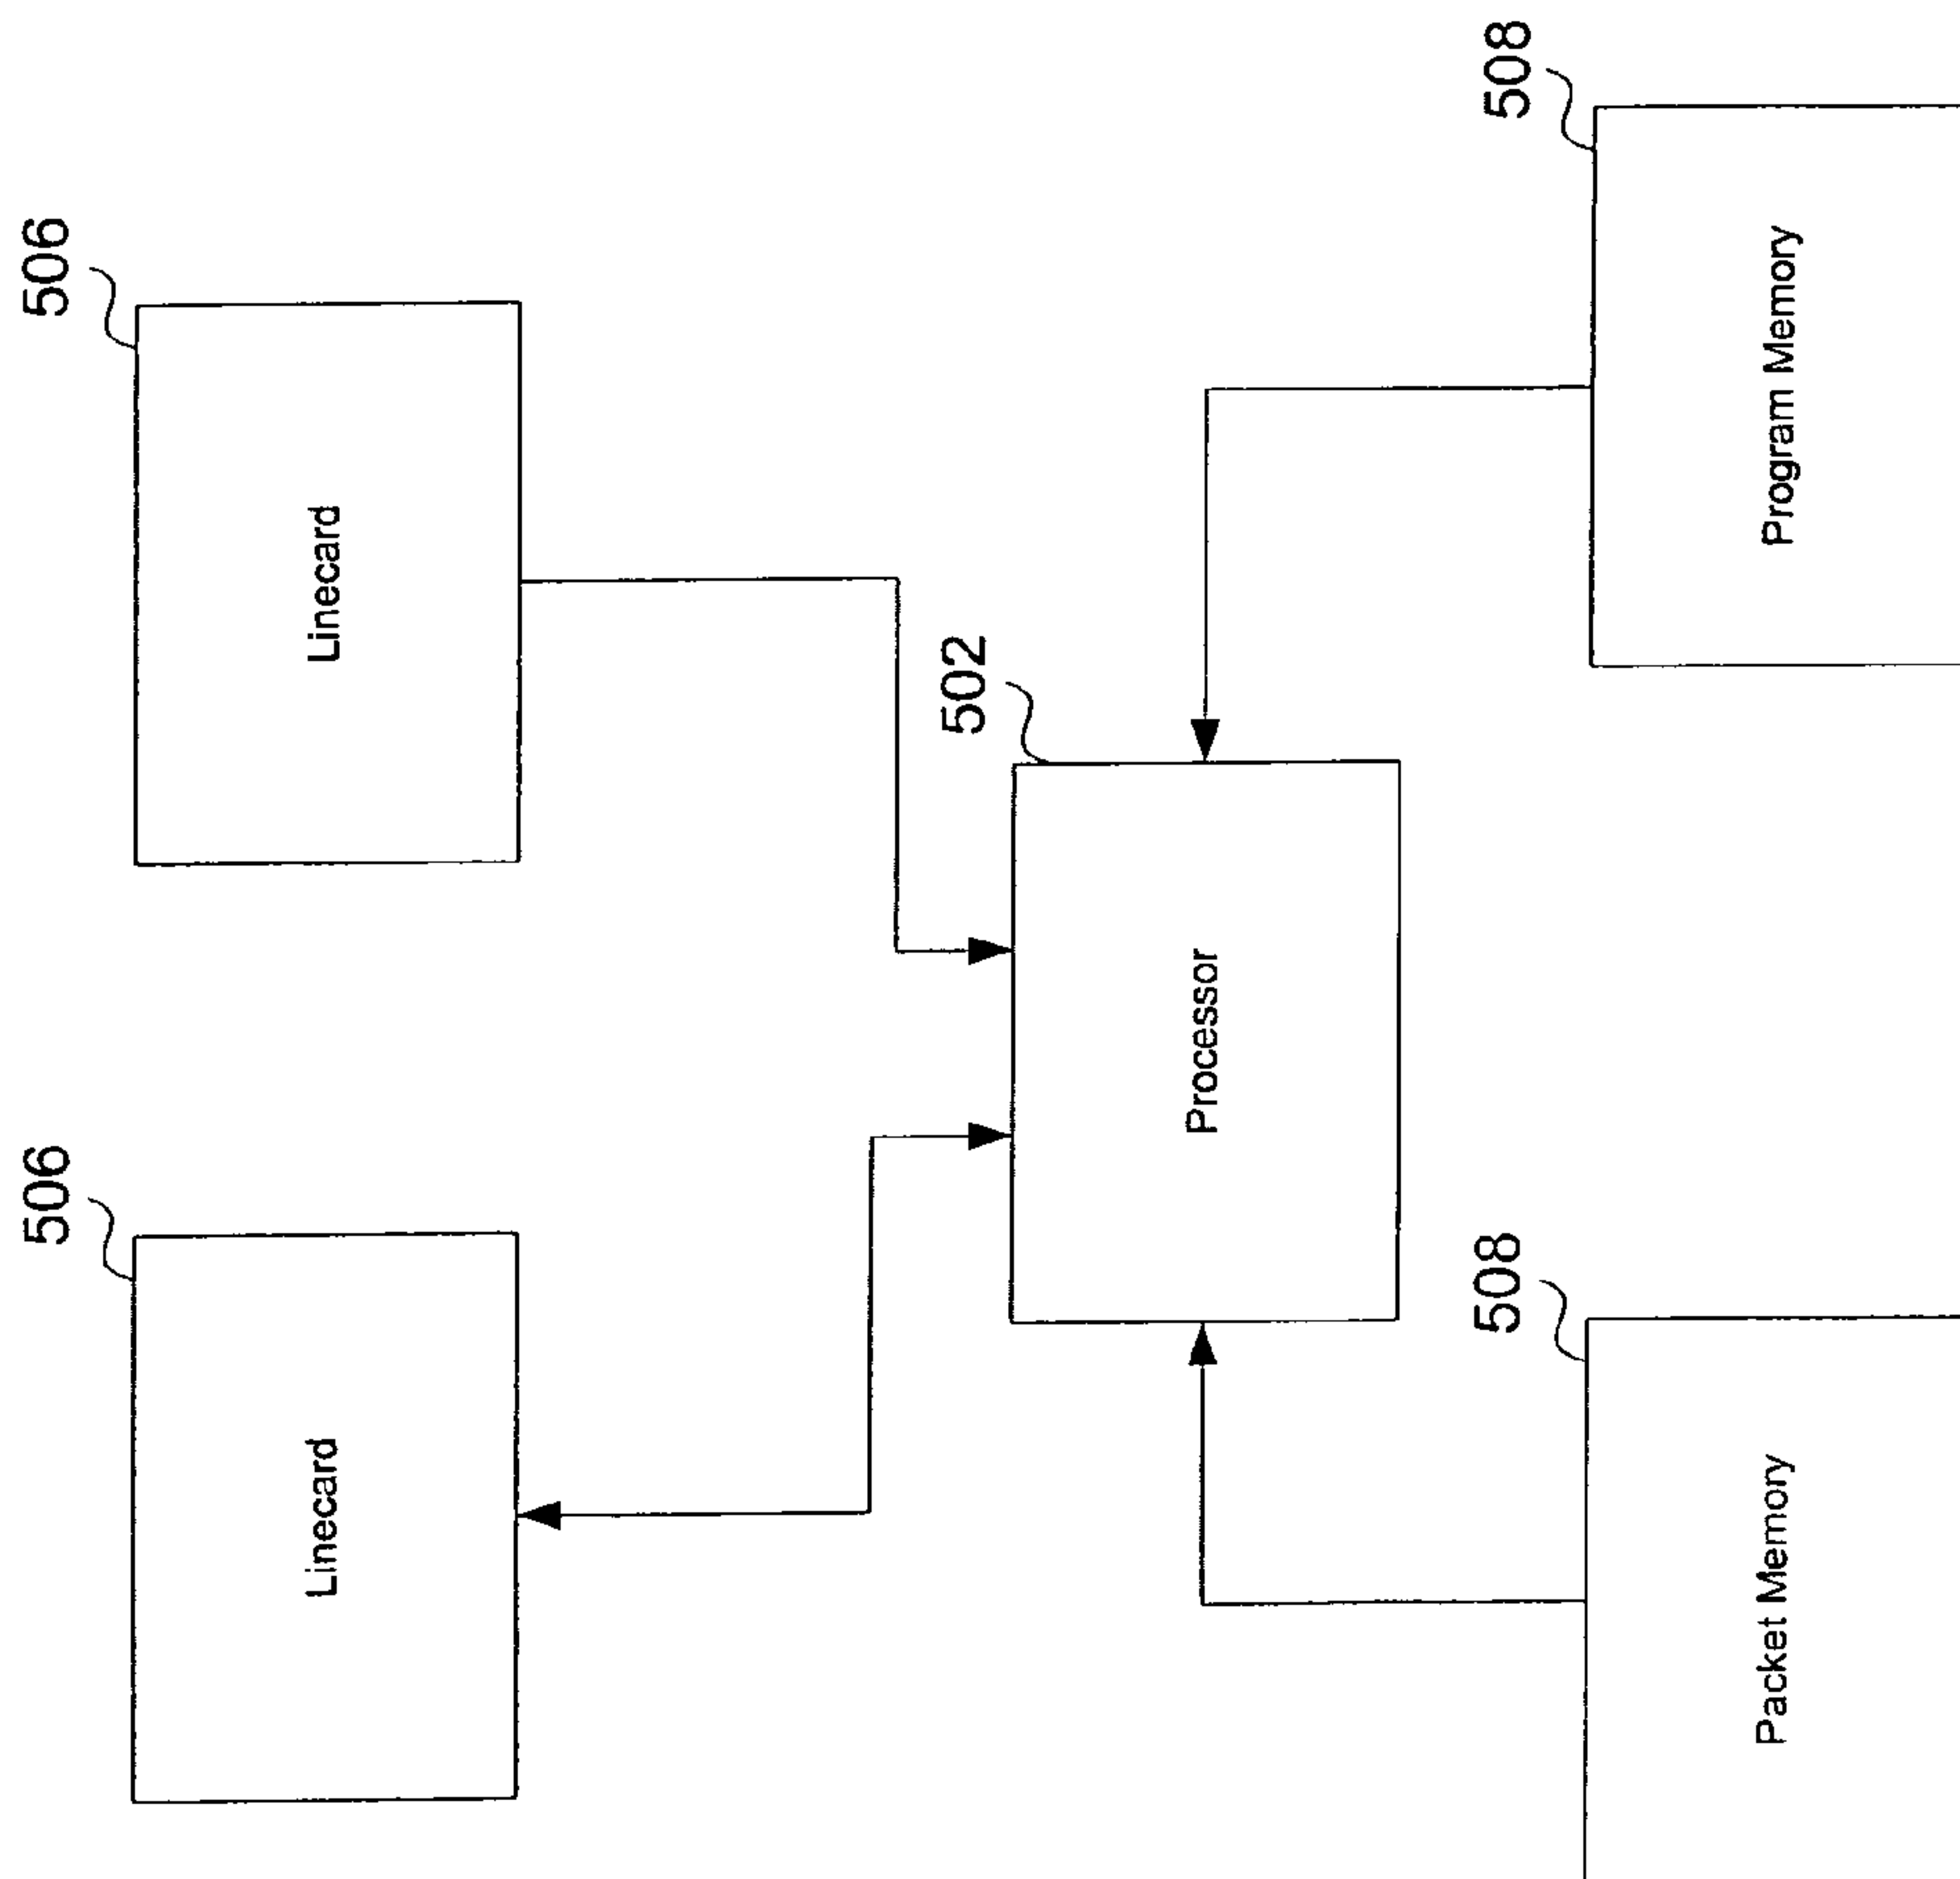 506
Linecard
506
Linecard
502
Processor
508
Packet Memory
508
Program Memory